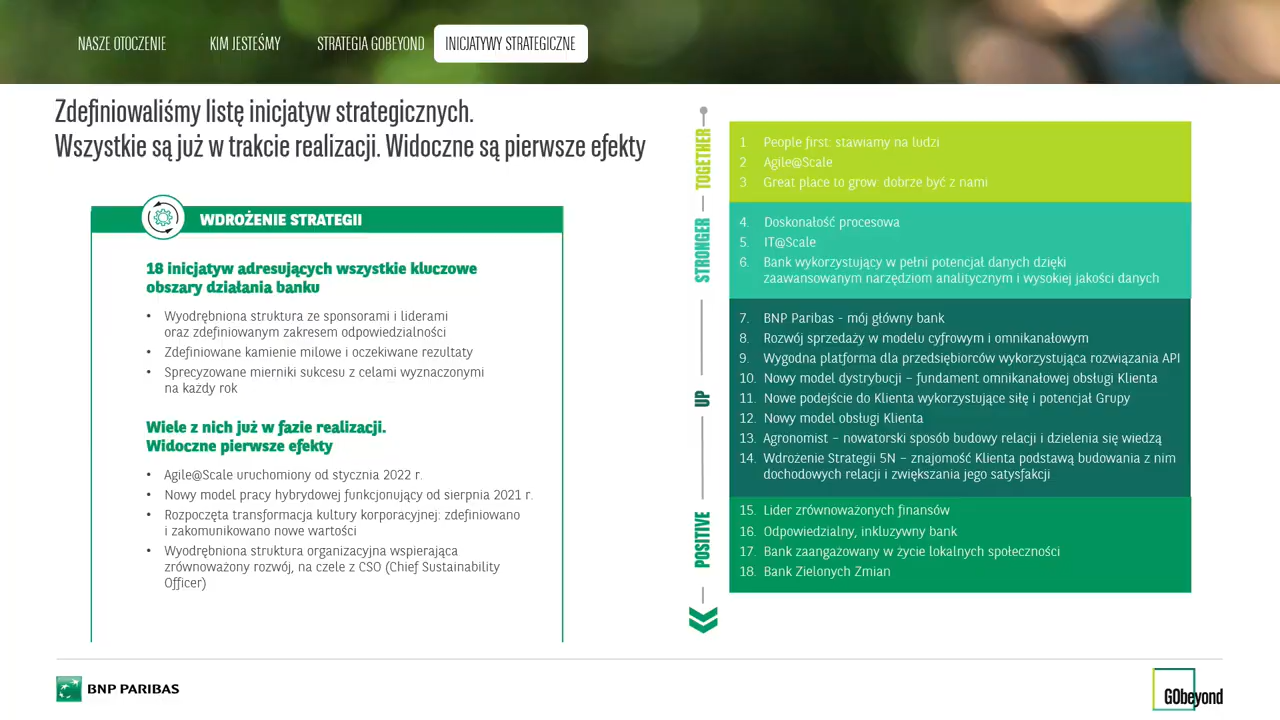 NASZE OTOCZENIE
KIM JESTEŚMY
STRATEGIA GOBEYOND
INICJATYWY STRATEGICZNE
Zdefiniowaliśmy listę inicjatyw strategicznych.
Wszystkie są już w trakcie realizacji. Widoczne są pierwsze efekty
WDROŻENIE STRATEGII
18 inicjatyw adresujących wszystkie kluczowe
obszary działania banku
• Wyodrębniona struktura ze sponsorami i liderami
oraz zdefiniowanym zakresem odpowiedzialności
• Zdefiniowane kamienie milowe i oczekiwane rezultaty
• Sprecyzowane mierniki sukcesu z celami wyznaczonymi
na każdy rok
Wiele z nich już w fazie realizacji.
Widoczne pierwsze efekty
• Agile@Scale uruchomiony od stycznia 2022 r.
• Nowy model pracy hybrydowej funkcjonujący od sierpnia 2021 r.
• Rozpoczęta transformacja kultury korporacyjnej: zdefiniowano
i zakomunikowano nowe wartości
• Wyodrębniona struktura organizacyjna wspierająca
zrównoważony rozwój, na czele z CSO (Chief Sustainability
Officer)
TOGETHER
1 People first: stawiamy na ludzi
2 Agile@Scale
3 Great place to grow: dobrze być z nami
STRONGER
4. Doskonałość procesowa
5. IT@Scale
6. Bank wykorzystujący w pełni potencjał danych dzięki
zaawansowanym narzędziom analitycznym i wysokiej jakości danych
UP
7. BNP Paribas - mój główny bank
8. Rozwój sprzedaży w modelu cyfrowym i omnikanałowym
9. Wygodna platforma dla przedsiębiorców wykorzystująca rozwiązania API
10. Nowy model dystrybucji – fundament omnikanałowej obsługi Klienta
11. Nowe podejście do Klienta wykorzystujące siłę i potencjał Grupy
12. Nowy model obsługi Klienta
13. Agronomist – nowatorski sposób budowy relacji i dzielenia się wiedzą
14. Wdrożenie Strategii 5N – znajomość Klienta podstawą budowania z nim
dochodowych relacji i zwiększania jego satysfakcji
POSITIVE
15. Lider zrównoważonych finansów
16. Odpowiedzialny, inkluzywny bank
17. Bank zaangażowany w życie lokalnych społeczności
18. Bank Zielonych Zmian
BNP PARIBAS
GObeyond